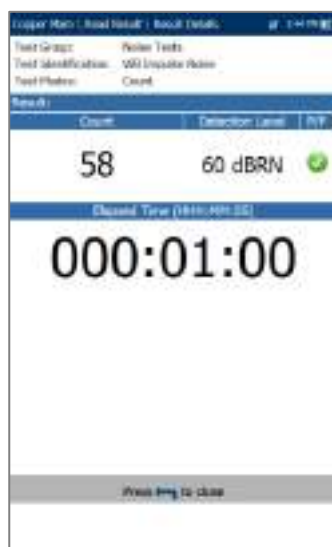 Copper Main | Read Result | Result Details
Test Group: Noise Tests
Test Identification: WB Impulse Noise
Test Modes: Count
Result:
Count Detection Level P/F
58 60 dBRN
Elapsed Time (HHH:MM:SS)
000:01:00
Press to close